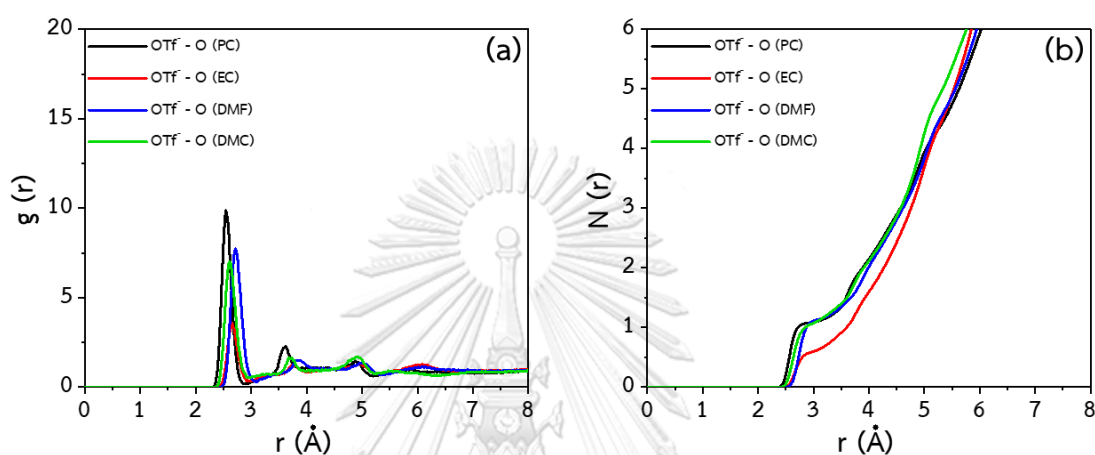 20
15
10
5
0
g (r)
OTf⁻ - O (PC)
OTf⁻ - O (EC)
OTf⁻ - O (DMF)
OTf⁻ - O (DMC)
(a)
0 1 2 3 4 5 6 7 8
r (Å)
6
5
4
3
2
1
0
N (r)
OTf⁻ - O (PC)
OTf⁻ - O (EC)
OTf⁻ - O (DMF)
OTf⁻ - O (DMC)
(b)
0 1 2 3 4 5 6 7 8
r (Å)